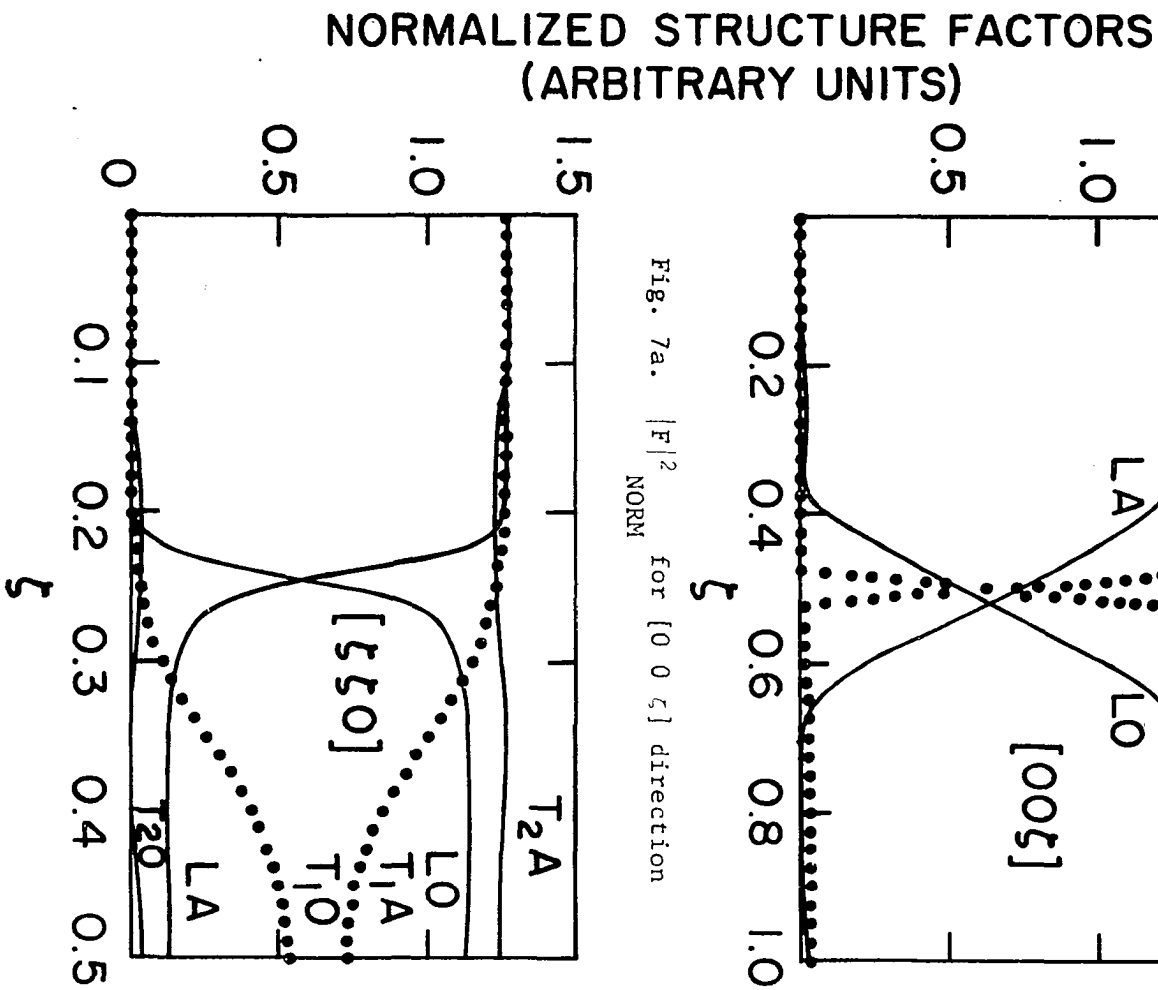 NORMALIZED STRUCTURE FACTORS
(ARBITRARY UNITS)
0.5
1.0
0.2
0.4
0.6
0.8
1.0
LA
LO
[00ζ]
ζ
Fig. 7a. |F|² NORM for [0 0 ζ] direction
0
0.5
1.0
1.5
0.1
0.2
0.3
0.4
0.5
[ζζ0]
T₂A
LO
T₁A
T₁O
LA
T₂O
ζ